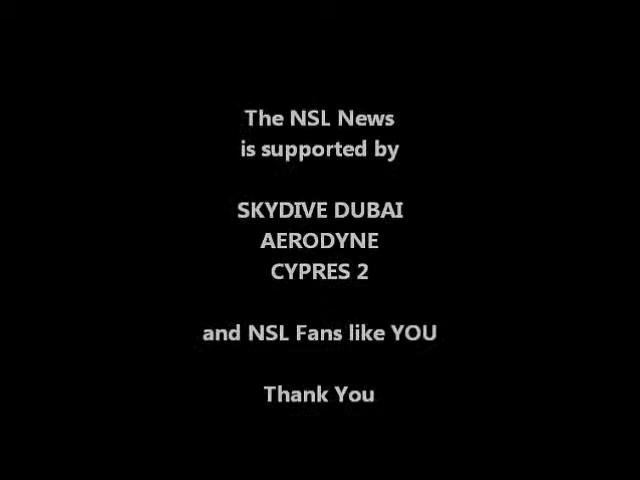 The NSL News
is supported by
SKYDIVE DUBAI
AERODYNE
CYPRES 2
and NSL Fans like YOU
Thank You